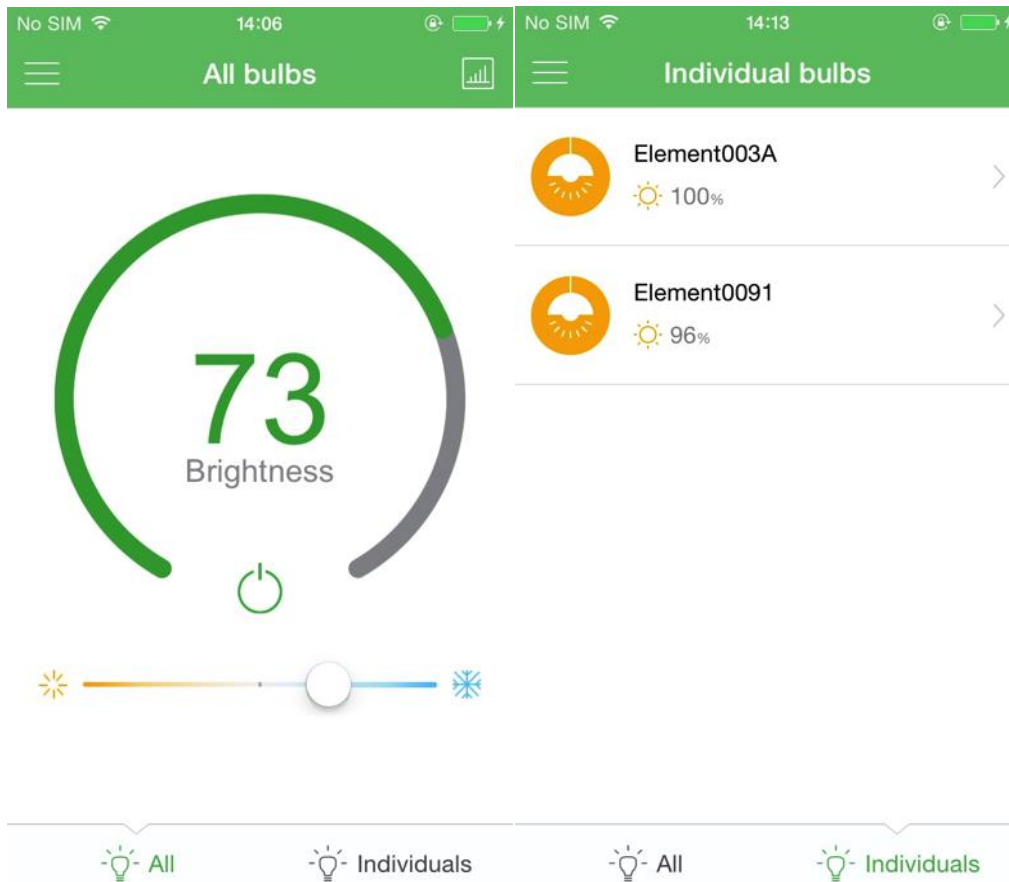 No SIM 14:06
All bulbs
73
Brightness
All Individuals
No SIM 14:13
Individual bulbs
Element003A
100%
Element0091
96%
All Individuals